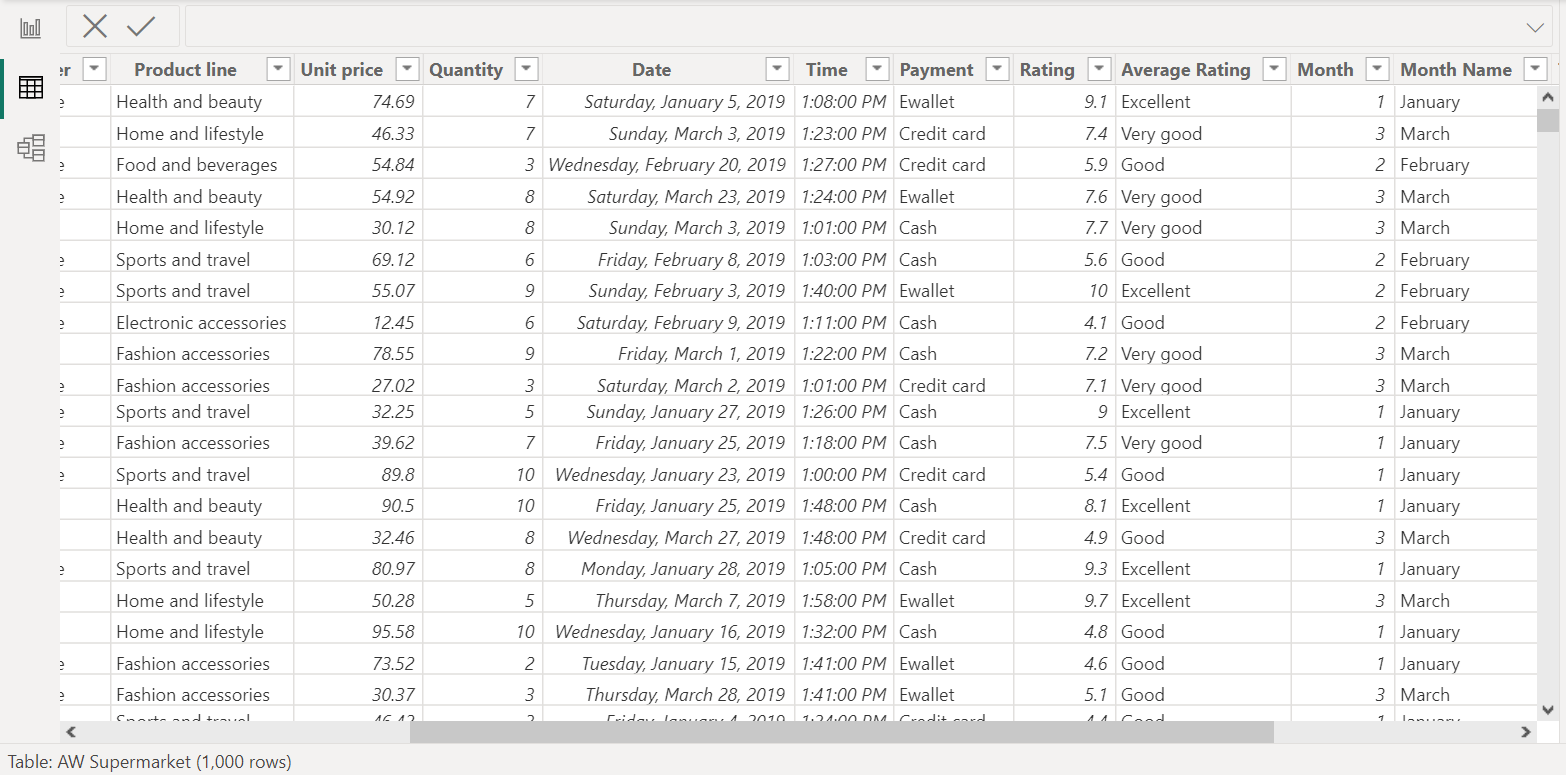 er Product line Unit price Quantity Date Time Payment Rating Average Rating Month Month Name
e Health and beauty 74.69 7 Saturday, January 5, 2019 1:08:00 PM Ewallet 9.1 Excellent 1 January
Home and lifestyle 46.33 7 Sunday, March 3, 2019 1:23:00 PM Credit card 7.4 Very good 3 March
e Food and beverages 54.84 3 Wednesday, February 20, 2019 1:27:00 PM Credit card 5.9 Good 2 February
e Health and beauty 54.92 8 Saturday, March 23, 2019 1:24:00 PM Ewallet 7.6 Very good 3 March
Home and lifestyle 30.12 8 Sunday, March 3, 2019 1:01:00 PM Cash 7.7 Very good 3 March
e Sports and travel 69.12 6 Friday, February 8, 2019 1:03:00 PM Cash 5.6 Good 2 February
e Sports and travel 55.07 9 Sunday, February 3, 2019 1:40:00 PM Ewallet 10 Excellent 2 February
e Electronic accessories 12.45 6 Saturday, February 9, 2019 1:11:00 PM Cash 4.1 Good 2 February
Fashion accessories 78.55 9 Friday, March 1, 2019 1:22:00 PM Cash 7.2 Very good 3 March
e Fashion accessories 27.02 3 Saturday, March 2, 2019 1:01:00 PM Credit card 7.1 Very good 3 March
e Sports and travel 32.25 5 Sunday, January 27, 2019 1:26:00 PM Cash 9 Excellent 1 January
e Fashion accessories 39.62 7 Friday, January 25, 2019 1:18:00 PM Cash 7.5 Very good 1 January
e Sports and travel 89.8 10 Wednesday, January 23, 2019 1:00:00 PM Credit card 5.4 Good 1 January
Health and beauty 90.5 10 Friday, January 25, 2019 1:48:00 PM Cash 8.1 Excellent 1 January
Health and beauty 32.46 8 Wednesday, March 27, 2019 1:48:00 PM Credit card 4.9 Good 3 March
e Sports and travel 80.97 8 Monday, January 28, 2019 1:05:00 PM Cash 9.3 Excellent 1 January
Home and lifestyle 50.28 5 Thursday, March 7, 2019 1:58:00 PM Ewallet 9.7 Excellent 3 March
Home and lifestyle 95.58 10 Wednesday, January 16, 2019 1:32:00 PM Cash 4.8 Good 1 January
e Fashion accessories 73.52 2 Tuesday, January 15, 2019 1:41:00 PM Ewallet 4.6 Good 1 January
e Fashion accessories 30.37 3 Thursday, March 28, 2019 1:41:00 PM Ewallet 5.1 Good 3 March
Sports and travel Friday, January 4, 2019 1:24:00 PM Credit card 4.4 Good 1 January
Table: AW Supermarket (1,000 rows)